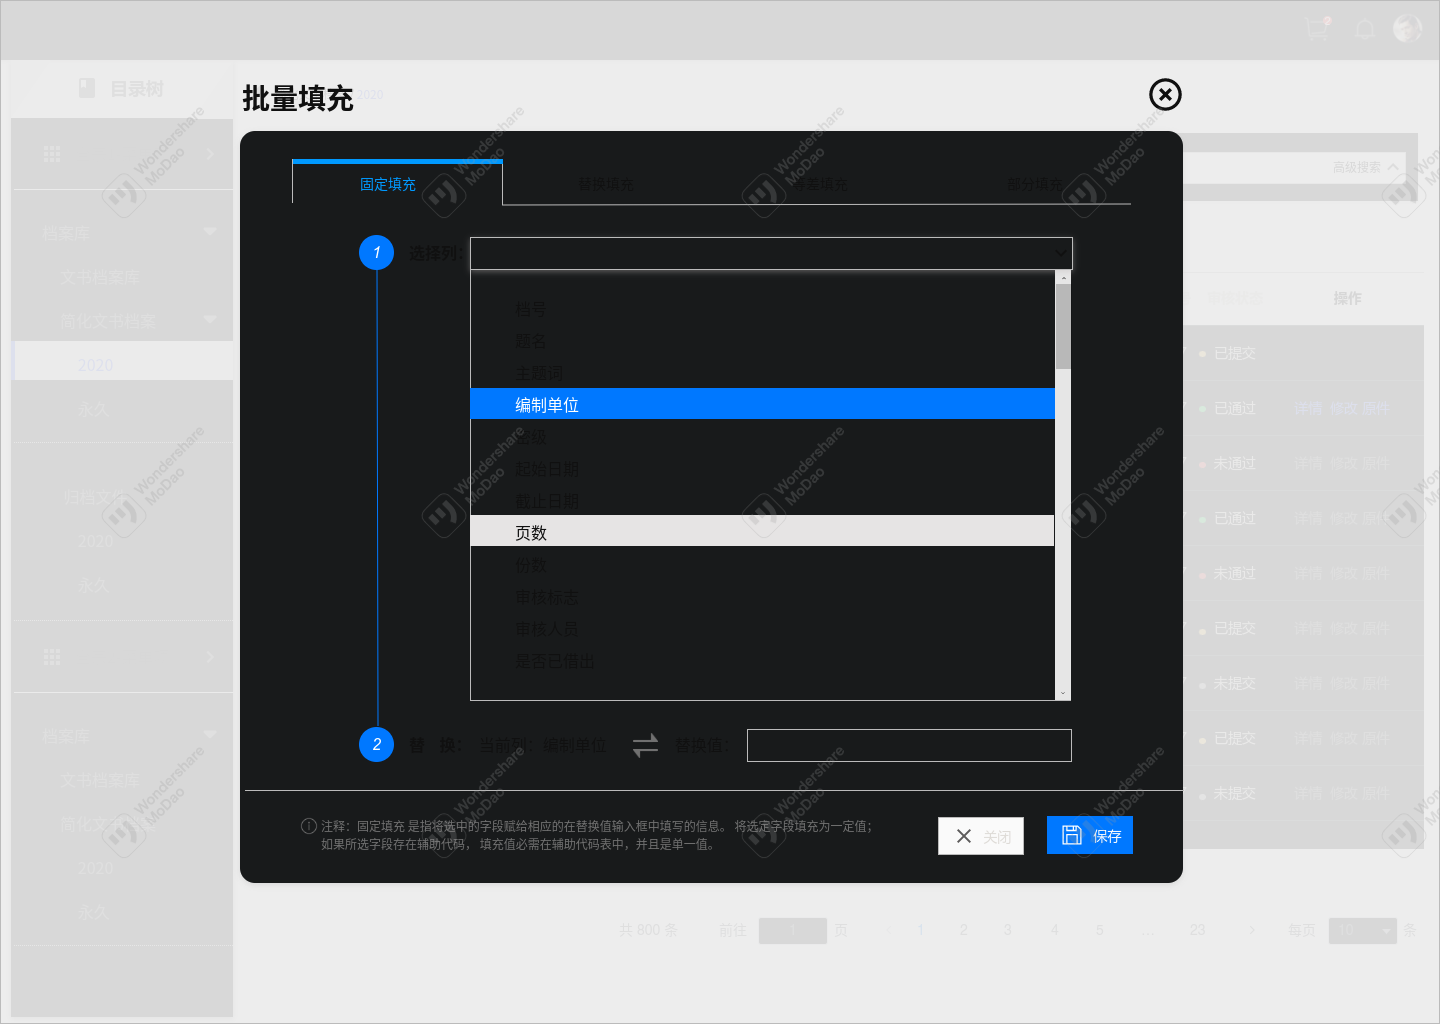 目录树
批量填充
2020
高级搜索
固定填充
替换填充
等差填充
部分填充
档案库
文书档案库
简化文书档案
2020
永久
归档文件
2020
永久
档案库
文书档案库
简化文书档案
2020
永久
1
选择列：
档号
题名
主题词
编制单位
密级
起始日期
截止日期
页数
份数
审核标志
审核人员
是否已借出
2
替 换： 当前列：编制单位
替换值：
注释：固定填充 是指将选中的字段赋给相应的在替换值输入框中填写的信息。 将选定字段填充为一定值；
如果所选字段存在辅助代码， 填充值必需在辅助代码表中，并且是单一值。
关闭
保存
操作
已提交
已通过 详情 修改 原件
未通过 详情 修改 原件
已通过 详情 修改 原件
未通过 详情 修改 原件
已提交 详情 修改 原件
未提交 详情 修改 原件
已提交 详情 修改 原件
未提交 详情 修改 原件
共 800 条 前往 1 页 1 2 3 4 5 ... 23 每页 10 条
Wondershare
MoDao